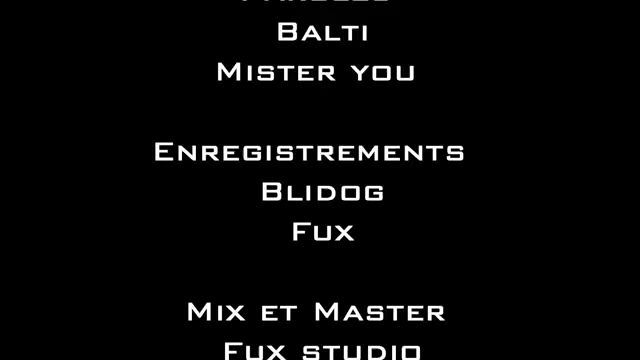 Balti
Mister you
Enregistrements
Blidog
Fux
Mix et Master
Fux studio